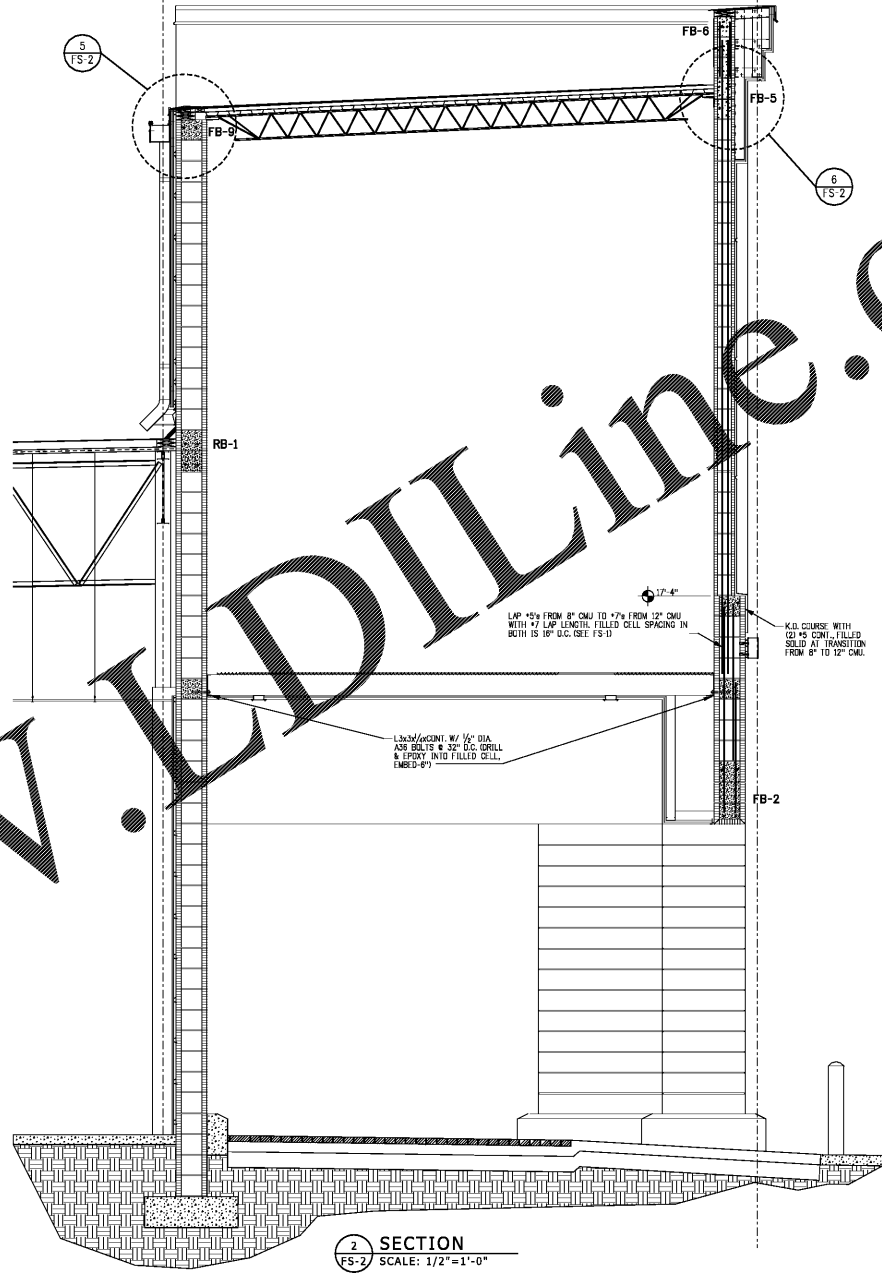 FB-6
5
FS-2
FB-9
FB-5
6
FS-2
RB-1
17'-4"
LAP #5's FROM 8" CMU TO #7's FROM 12" CMU
WITH #7 LAP LENGTH. FILLED CELL SPACING IN
BOTH IS 16" O.C. (SEE FS-1)
K.O. COURSE WITH
(2) #5 CONT., FILLED
SOLID AT TRANSITION
FROM 8" TO 12" CMU.
L3x3x1/4xCONT. W/ 1/2" DIA.
A36 BOLTS @ 32" O.C. (DRILL
& EPOXY INTO FILLED CELL,
EMBED=6")
FB-2
2
FS-2
SECTION
SCALE: 1/2"=1'-0"